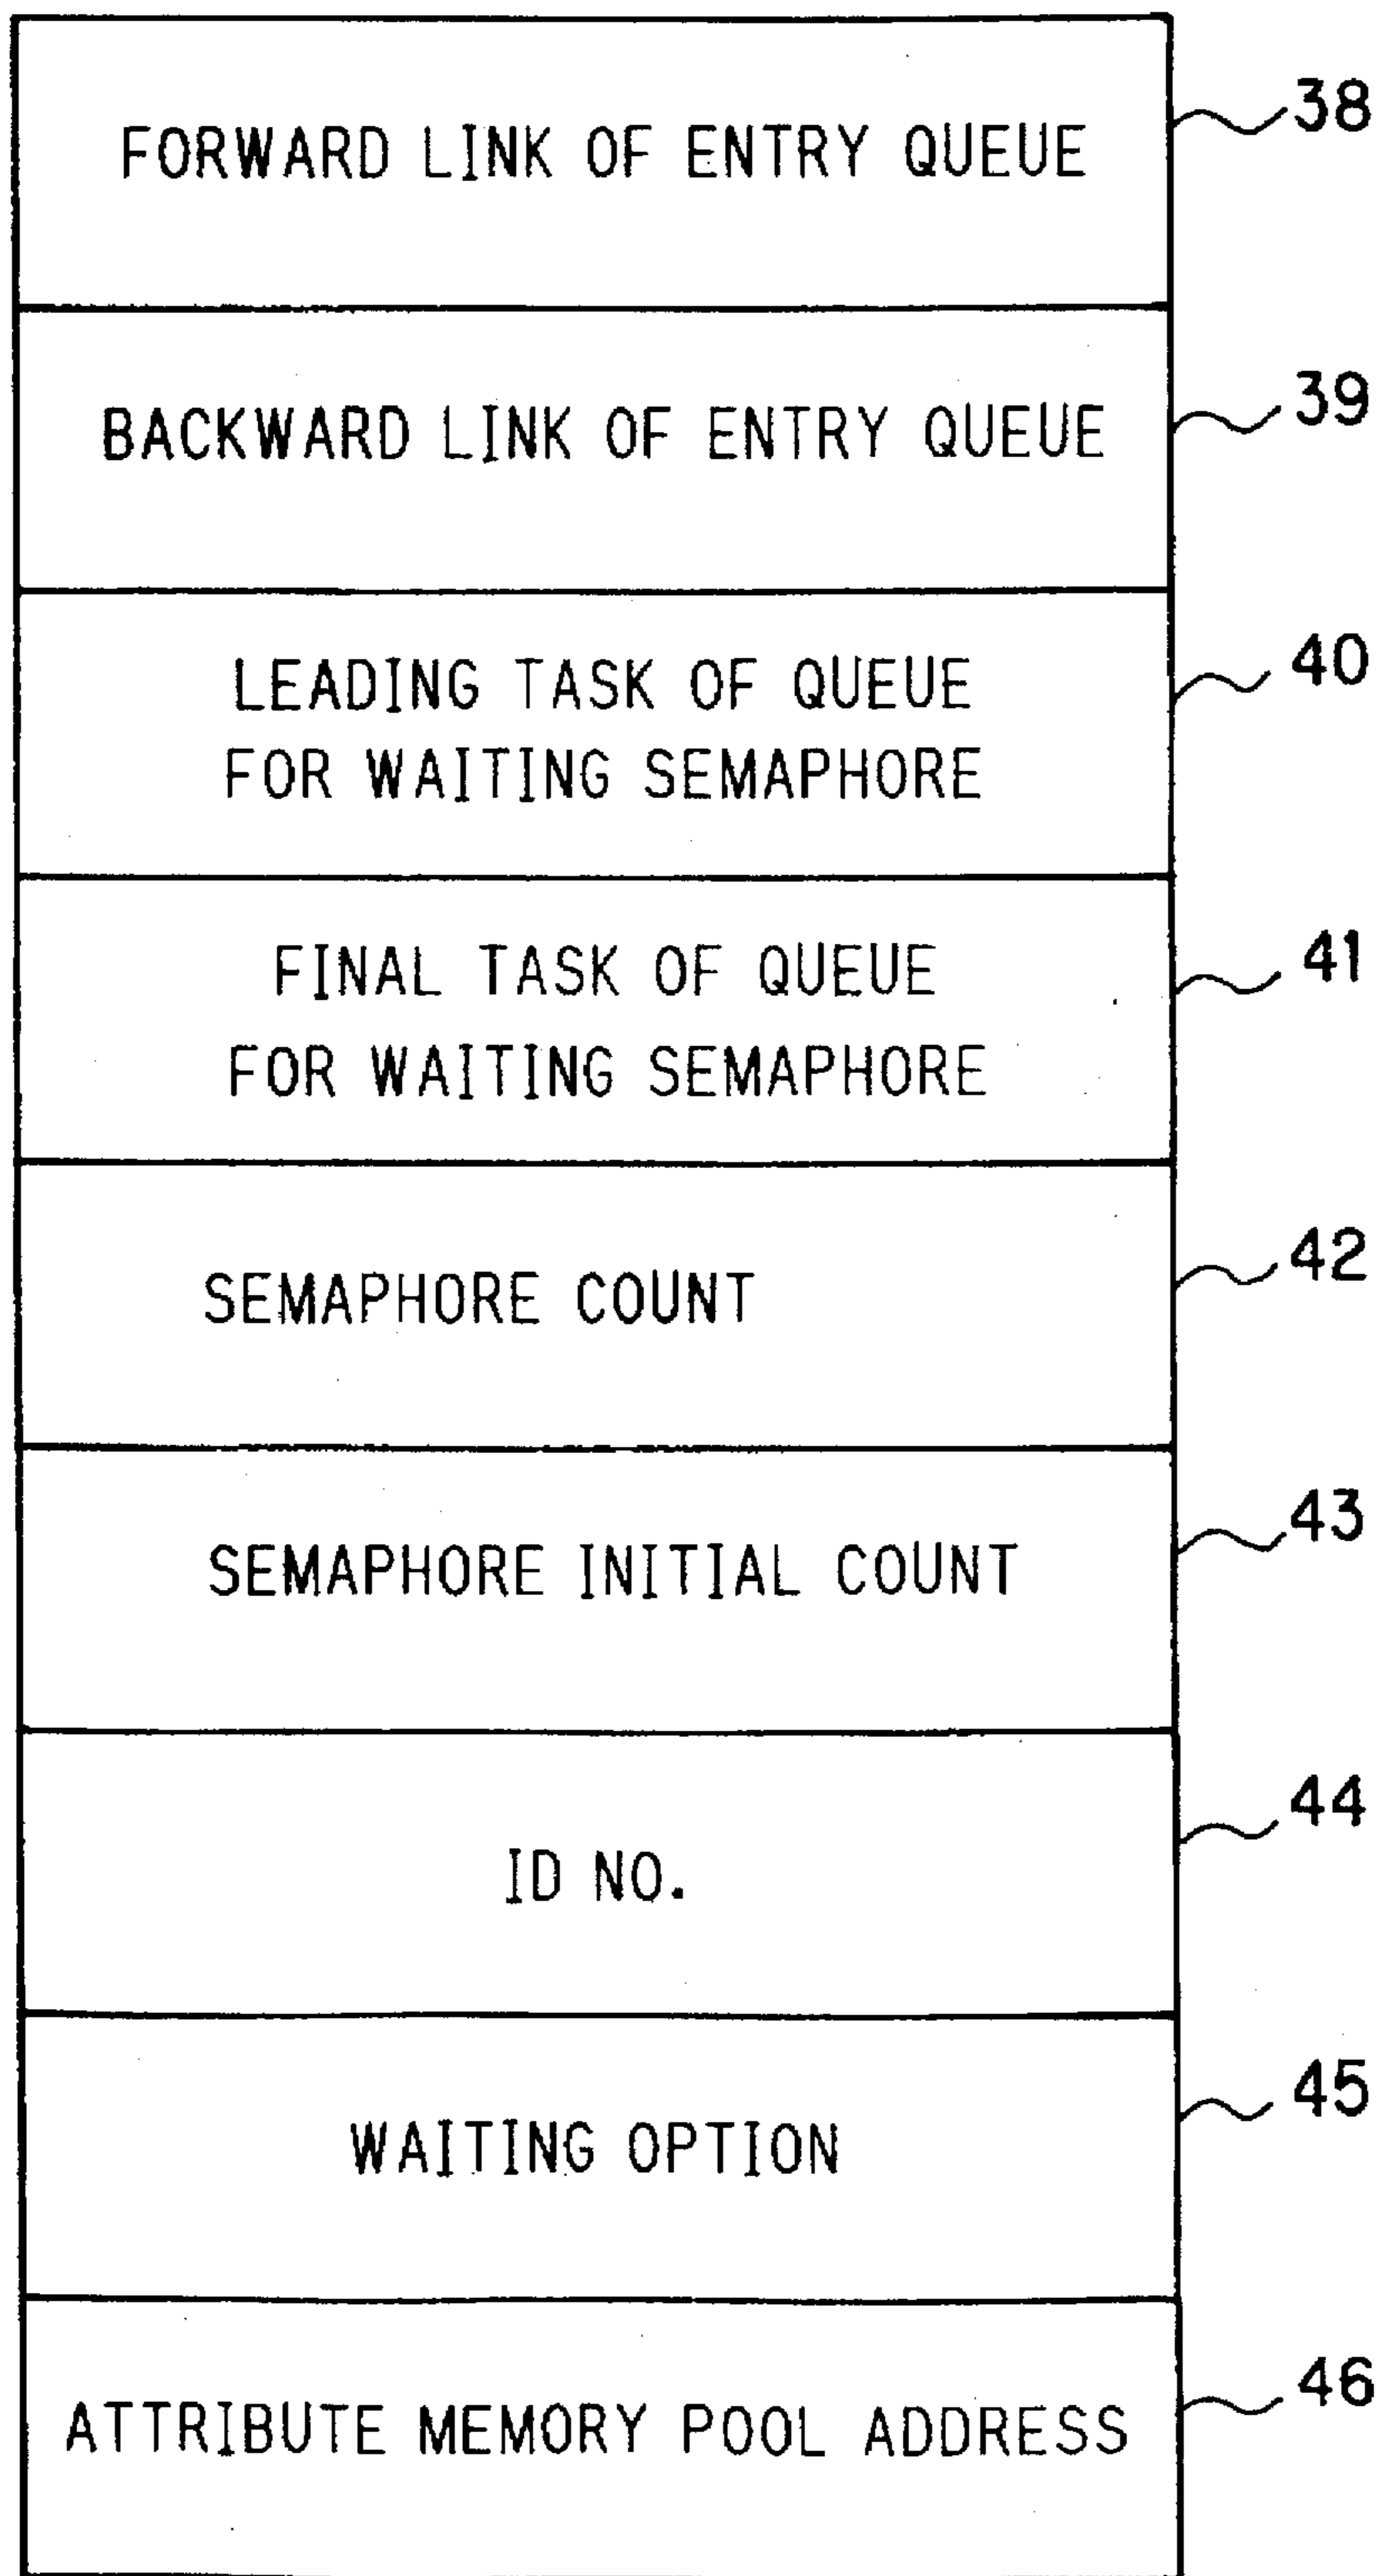 FORWARD LINK OF ENTRY QUEUE
38
BACKWARD LINK OF ENTRY QUEUE
39
LEADING TASK OF QUEUE
FOR WAITING SEMAPHORE
40
FINAL TASK OF QUEUE
FOR WAITING SEMAPHORE
41
SEMAPHORE COUNT
42
SEMAPHORE INITIAL COUNT
43
ID NO.
44
WAITING OPTION
45
ATTRIBUTE MEMORY POOL ADDRESS
46